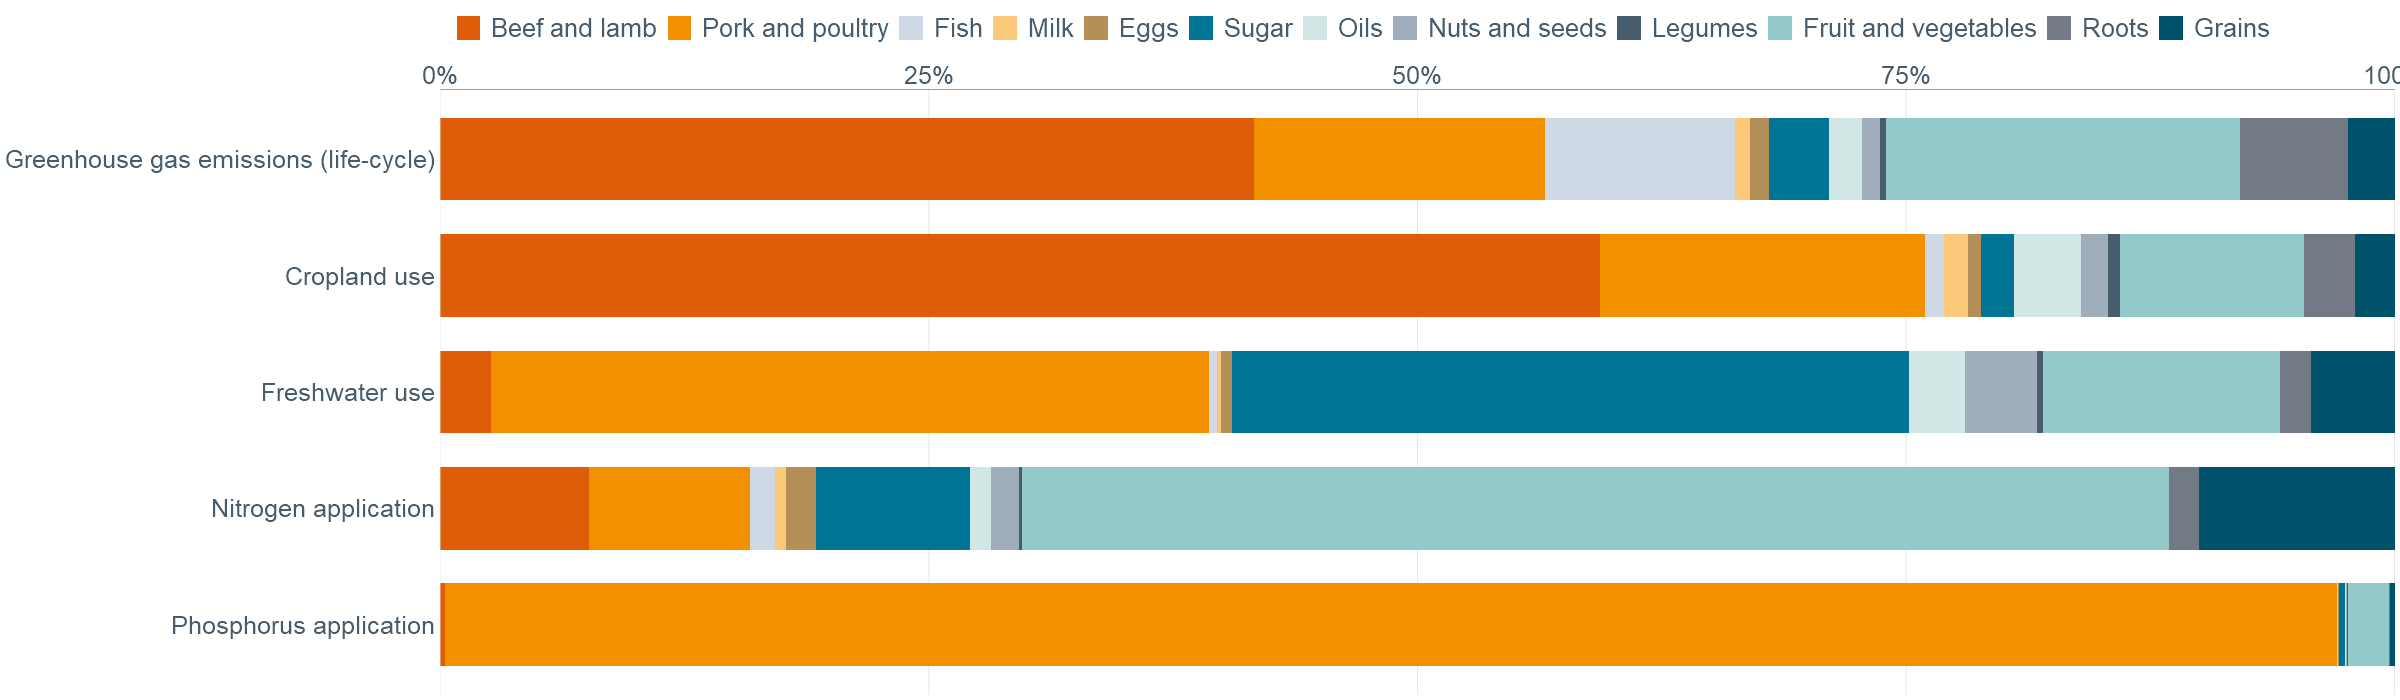 Beef and lamb Pork and poultry Fish Milk Eggs Sugar Oils Nuts and seeds Legumes Fruit and vegetables Roots Grains
0% 25% 50% 75% 100
Greenhouse gas emissions (life-cycle)
Cropland use
Freshwater use
Nitrogen application
Phosphorus application